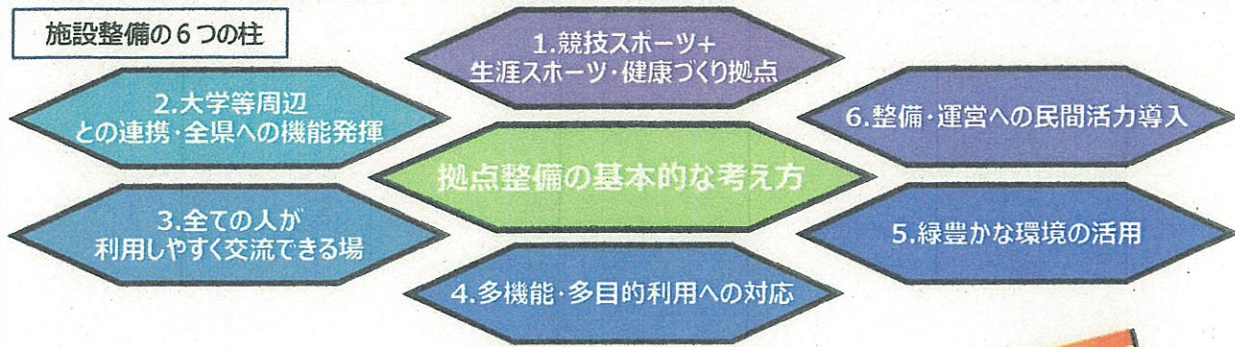 施設整備の6つの柱
1.競技スポーツ+
生涯スポーツ・健康づくり拠点
2.大学等周辺
との連携・全県への機能発揮
6.整備・運営への民間活力導入
拠点整備の基本的な考え方
3.全ての人が
利用しやすく交流できる場
5.緑豊かな環境の活用
4.多機能・多目的利用への対応